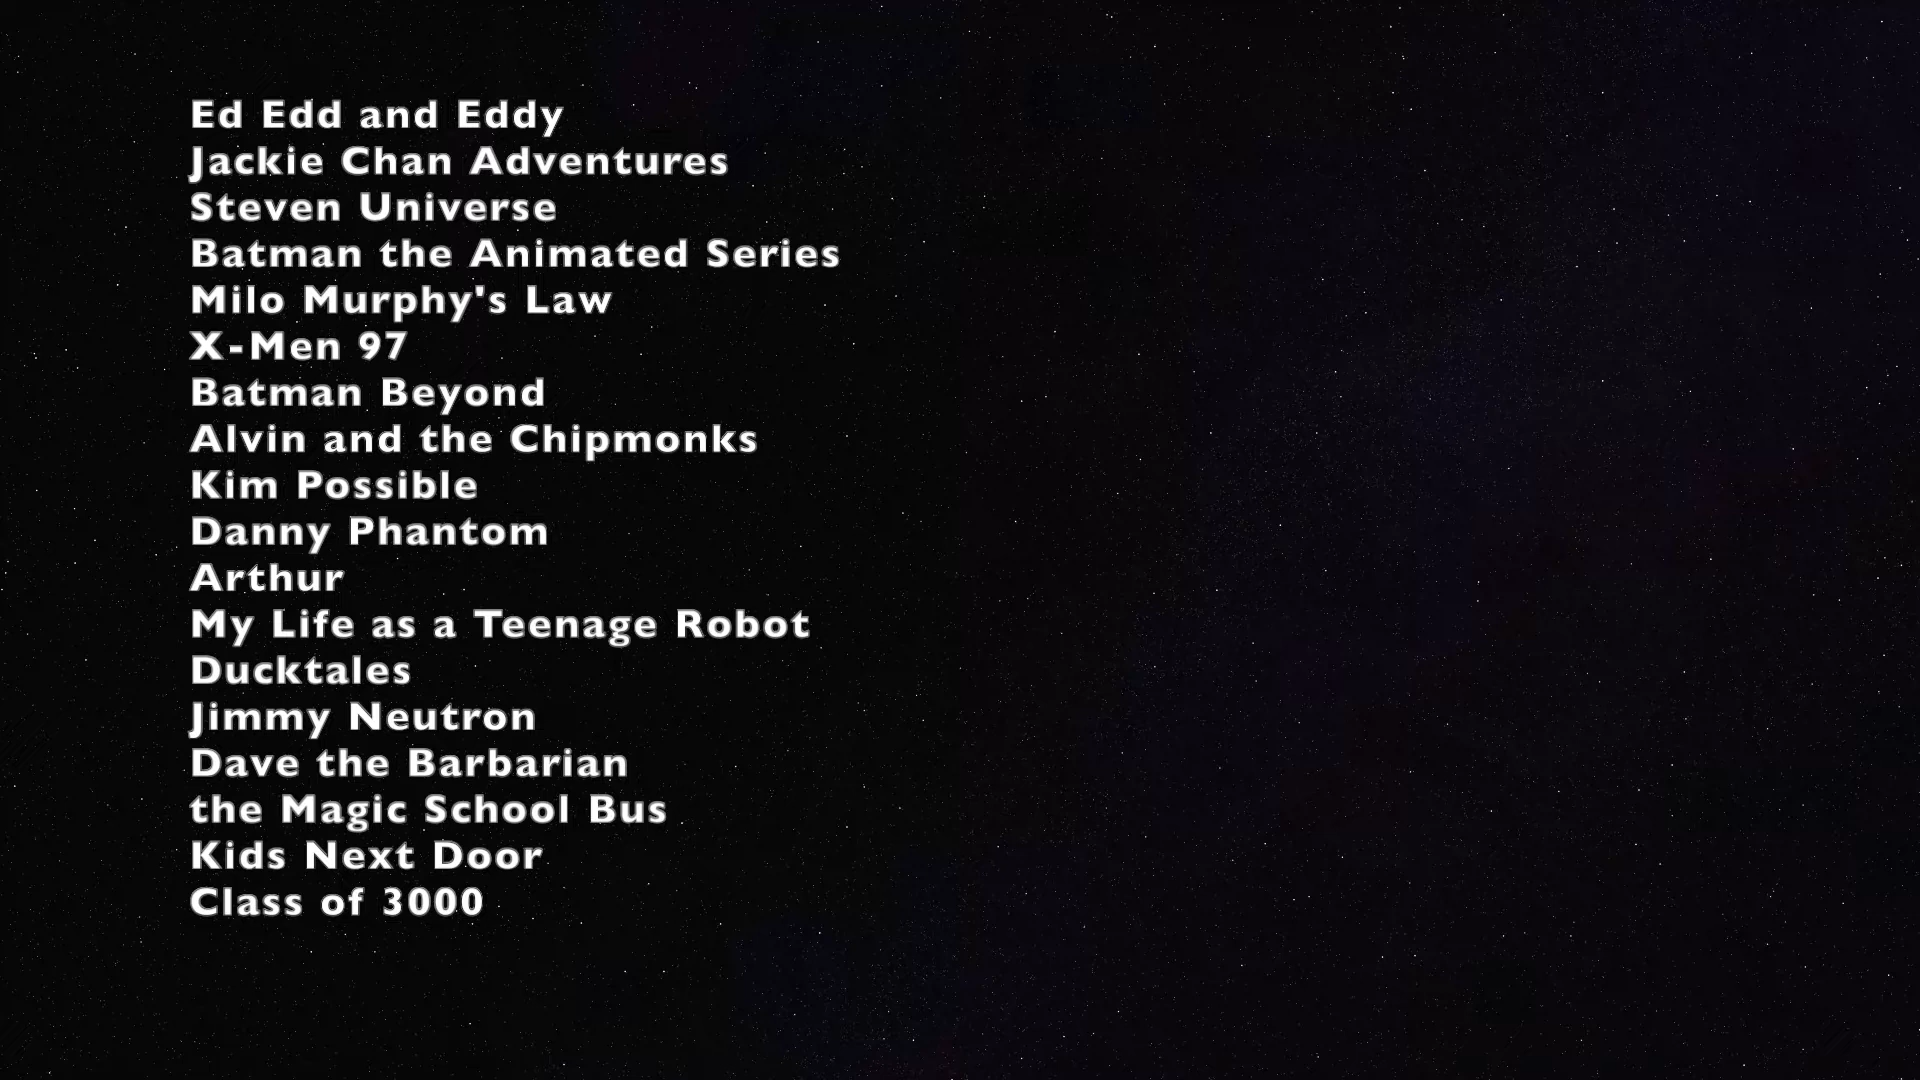 Ed Edd and Eddy
Jackie Chan Adventures
Steven Universe
Batman the Animated Series
Milo Murphy's Law
X-Men 97
Batman Beyond
Alvin and the Chipmonks
Kim Possible
Danny Phantom
Arthur
My Life as a Teenage Robot
Ducktales
Jimmy Neutron
Dave the Barbarian
the Magic School Bus
Kids Next Door
Class of 3000